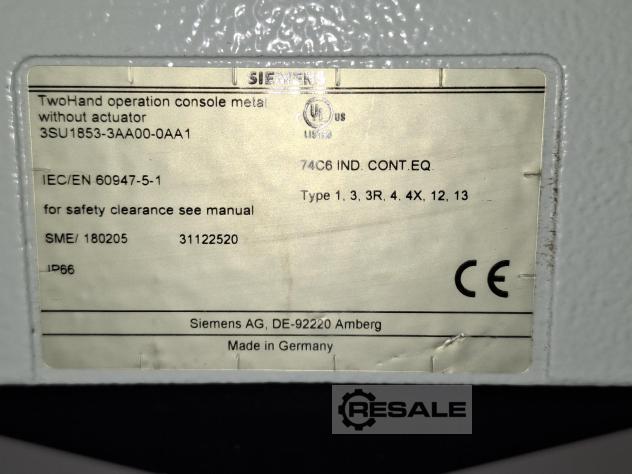 SIEMENS
TwoHand operation console metal
without actuator
3SU1853-3AA00-0AA1
UL US
LISTED
74C6 IND. CONT.EQ.
IEC/EN 60947-5-1
Type 1, 3, 3R, 4. 4X, 12, 13
for safety clearance see manual
SME/ 180205 31122520
IP66
CE
Siemens AG, DE-92220 Amberg
Made in Germany
RESALE